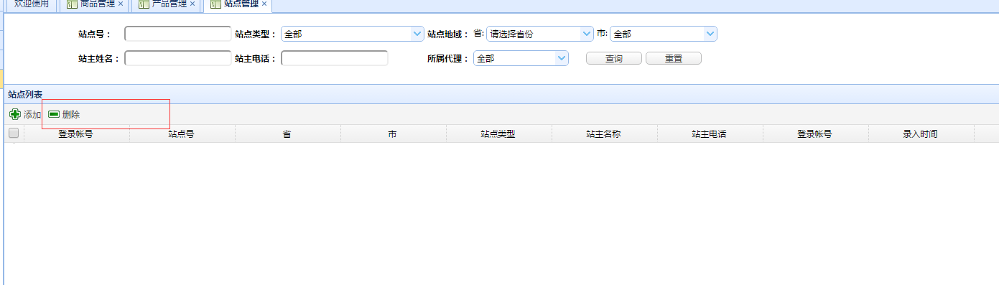 欢迎使用 商品管理 × 产品管理 × 站点管理 ×
站点号： 站点类型： 全部 站点地域： 省: 请选择省份 市: 全部
站主姓名： 站主电话： 所属代理： 全部 查询 重置
站点列表
添加 删除
登录帐号 站点号 省 市 站点类型 站主名称 站主电话 登录帐号 录入时间